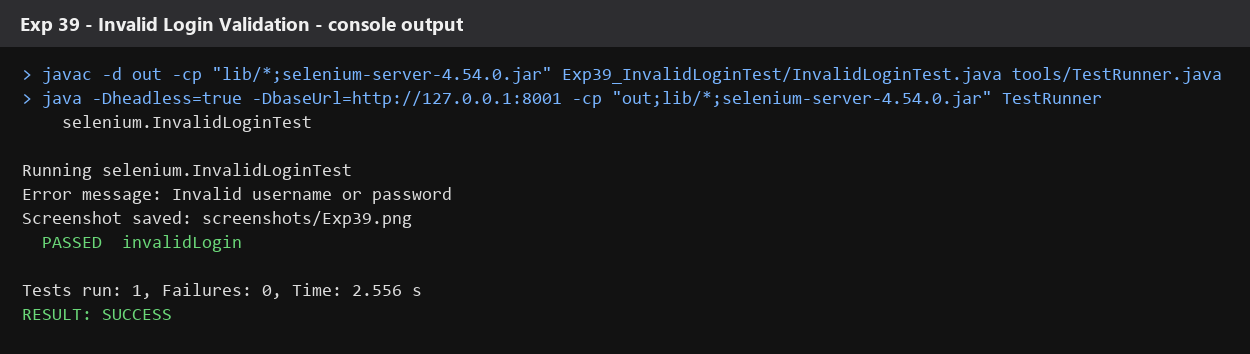 Exp 39 - Invalid Login Validation - console output
> javac -d out -cp "lib/*;selenium-server-4.54.0.jar" Exp39_InvalidLoginTest/InvalidLoginTest.java tools/TestRunner.java
> java -Dheadless=true -DbaseUrl=http://127.0.0.1:8001 -cp "out;lib/*;selenium-server-4.54.0.jar" TestRunner
selenium.InvalidLoginTest
Running selenium.InvalidLoginTest
Error message: Invalid username or password
Screenshot saved: screenshots/Exp39.png
PASSED  invalidLogin
Tests run: 1, Failures: 0, Time: 2.556 s
RESULT: SUCCESS